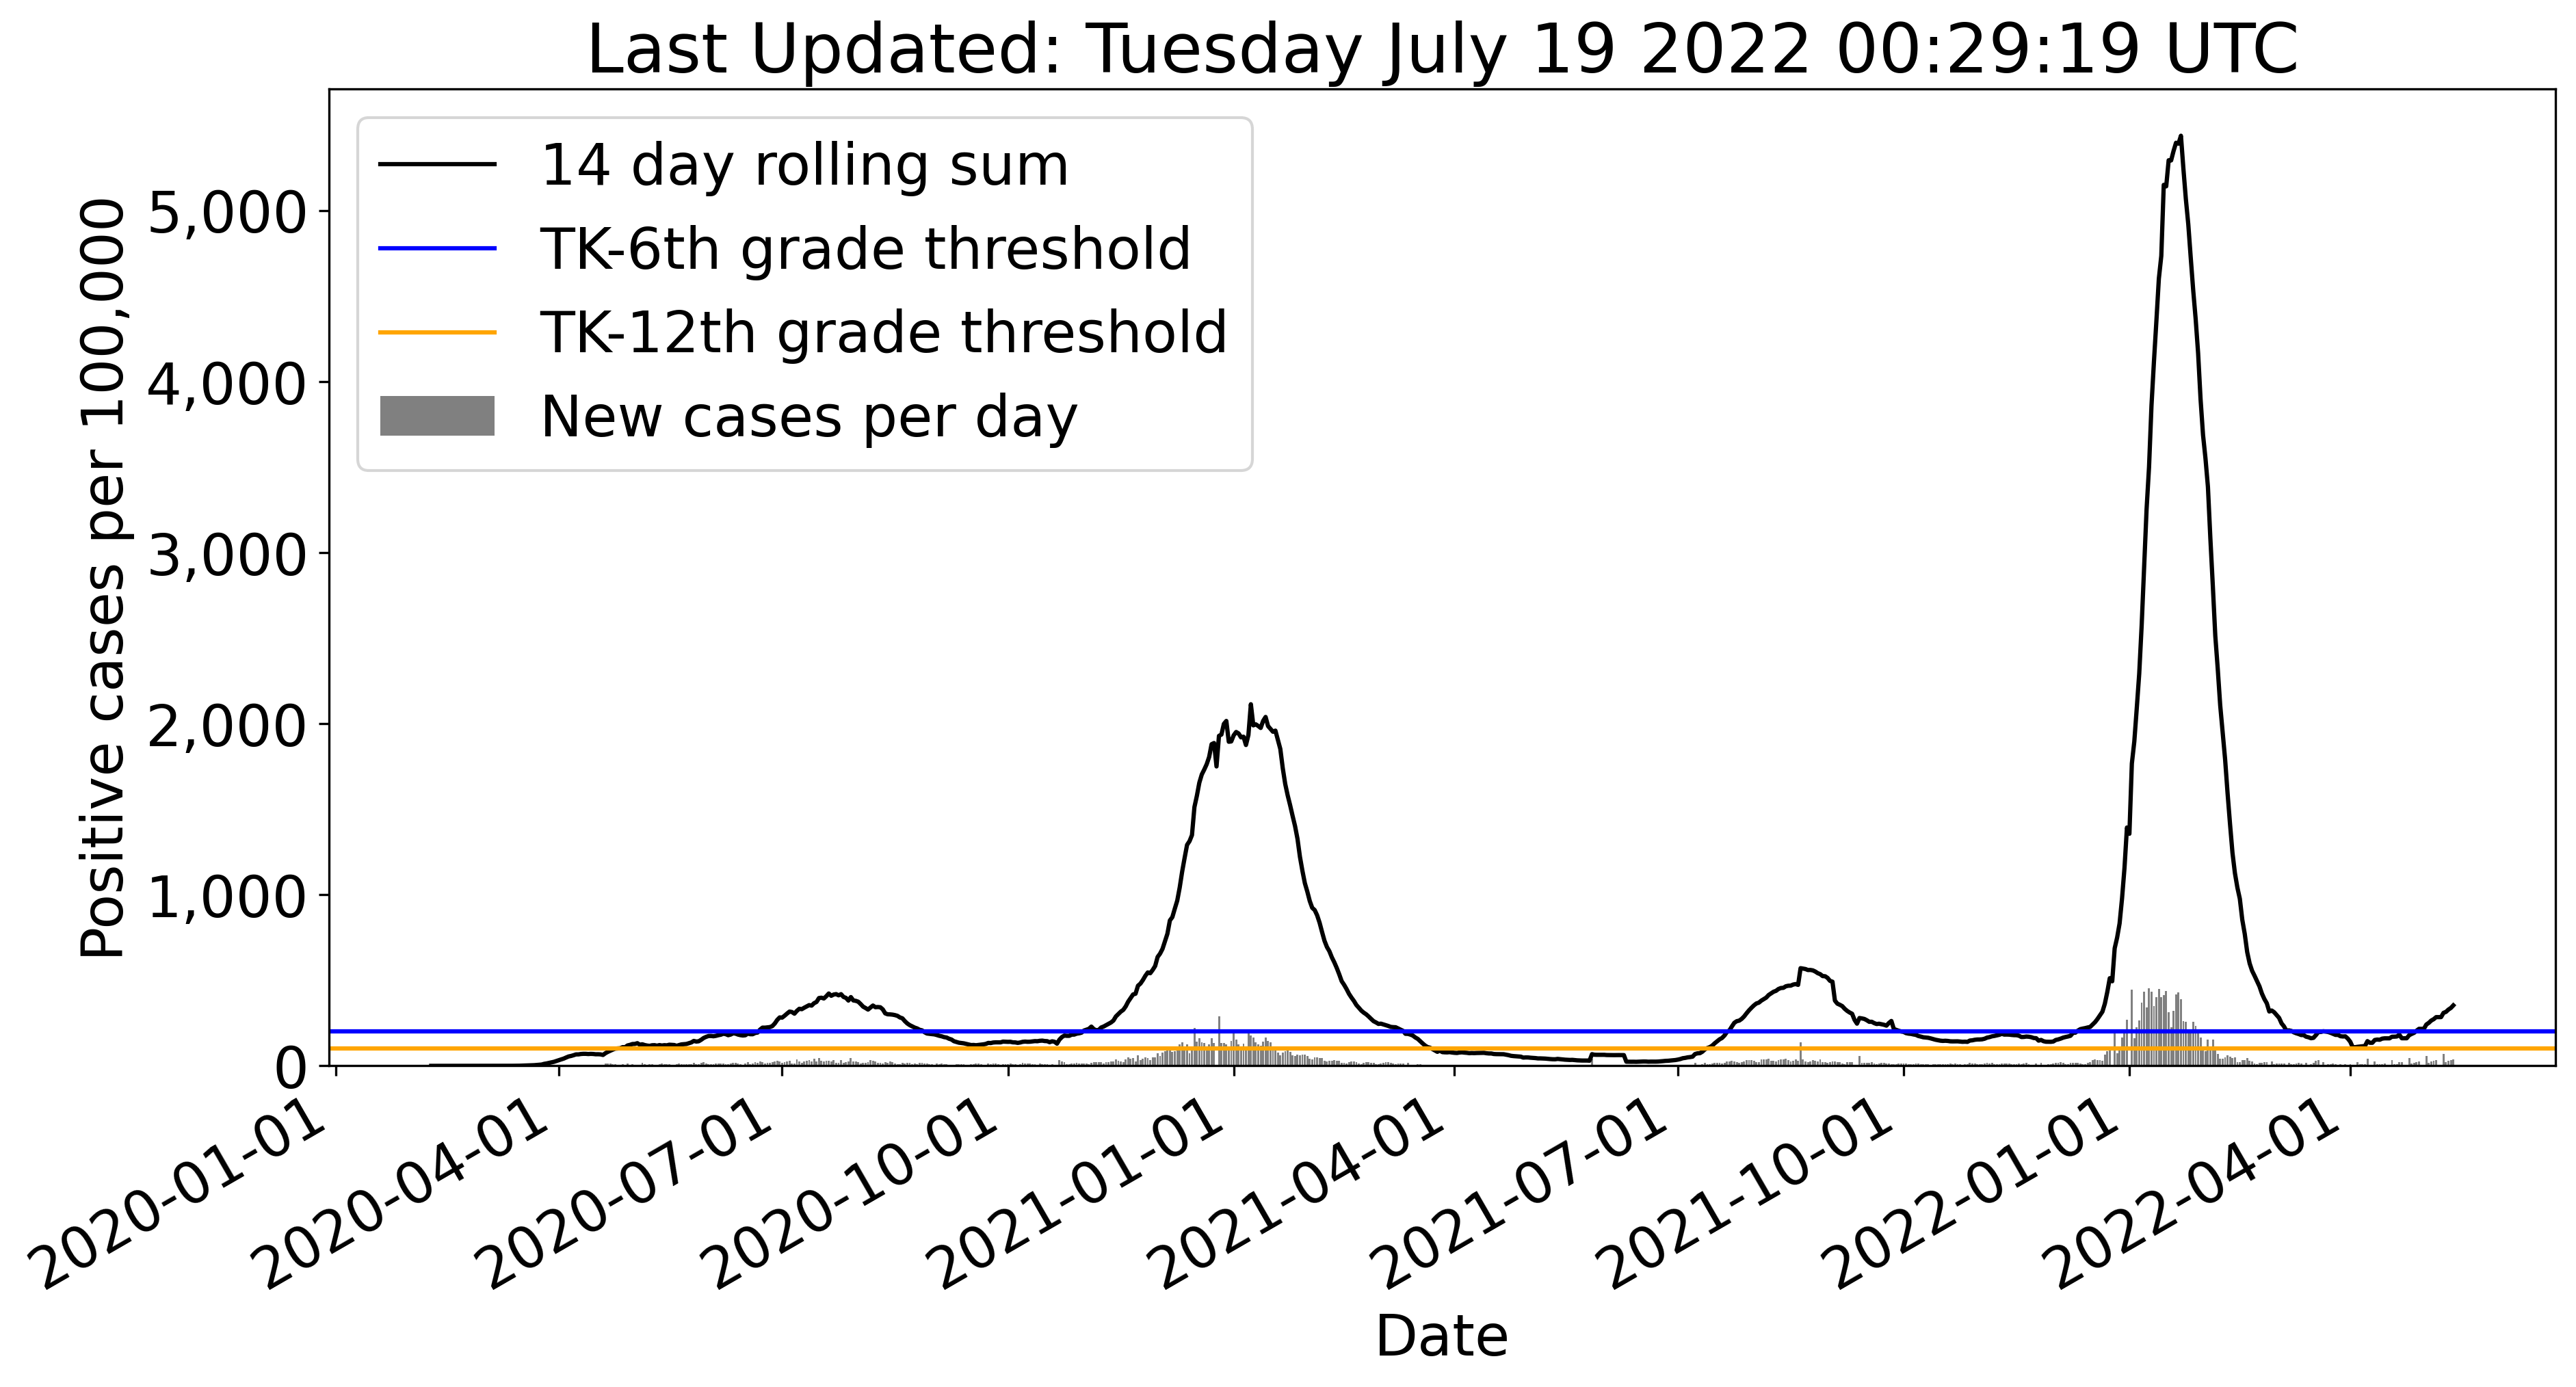 Last Updated: Tuesday July 19 2022 00:29:19 UTC
14 day rolling sum
TK-6th grade threshold
TK-12th grade threshold
New cases per day
Positive cases per 100,000
5,000
4,000
3,000
2,000
1,000
0
2020-01-01
2020-04-01
2020-07-01
2020-10-01
2021-01-01
2021-04-01
2021-07-01
2021-10-01
2022-01-01
2022-04-01
Date